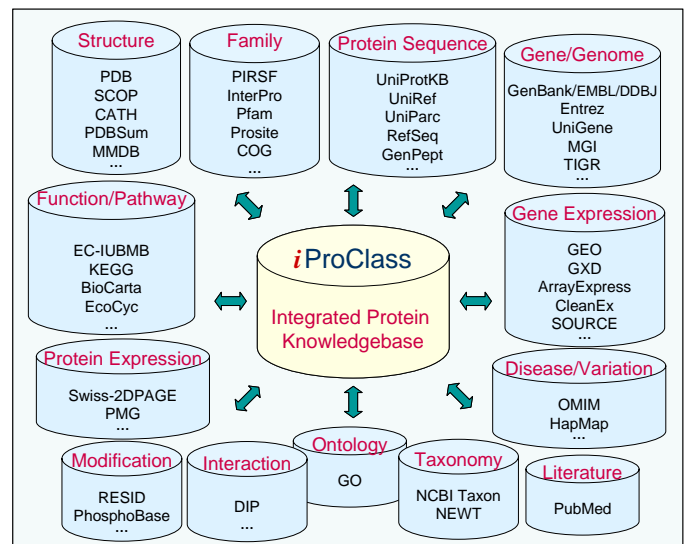 Structure
PDB
SCOP
CATH
PDBSum
MMDB
...
Family
PIRSF
InterPro
Pfam
Prosite
COG
...
Protein Sequence
UniProtKB
UniRef
UniParc
RefSeq
GenPept
...
Gene/Genome
GenBank/EMBL/DDBJ
Entrez
UniGene
MGI
TIGR
...
Function/Pathway
EC-IUBMB
KEGG
BioCarta
EcoCyc
...
iProClass
Integrated Protein
Knowledgebase
Gene Expression
GEO
GXD
ArrayExpress
CleanEx
SOURCE
...
Protein Expression
Swiss-2DPAGE
PMG
...
Disease/Variation
OMIM
HapMap
...
Modification
RESID
PhosphoBase
Interaction
DIP
...
Ontology
GO
Taxonomy
NCBI Taxon
NEWT
Literature
PubMed